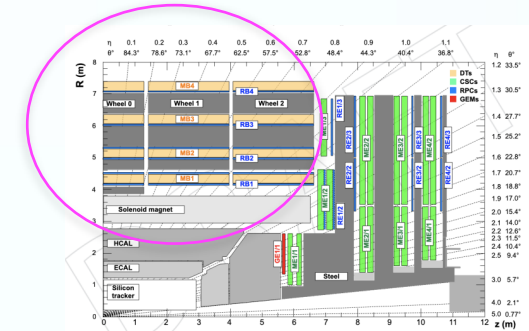 η 0.1 0.2 0.3 0.4 0.5 0.6 0.7 0.8 0.9 1.0 1.1 η θ°
θ° 84.3° 78.6° 73.1° 67.7° 62.5° 57.5° 52.8° 48.4° 44.3° 40.4° 36.8°
R (m)
8
7
6
5
4
3
2
1
0
DTs
CSCs
RPCs
GEMs
MB4
RB4
Wheel 0
Wheel 1
Wheel 2
MB3
RB3
MB2
RB2
MB1
RB1
Solenoid magnet
HCAL
ECAL
Silicon
tracker
Steel
RE1/3
ME1/2
RE1/2
GE1/1
ME1/1
ME2/2
RE2/3
RE2/2
ME2/1
ME3/2
RE3/3
RE3/2
ME3/1
ME4/2
RE4/3
RE4/2
ME4/1
1.2 33.5°
1.3 30.5°
1.4 27.7°
1.5 25.2°
1.6 22.8°
1.7 20.7°
1.8 18.8°
1.9 17.0°
2.0 15.4°
2.1 14.0°
2.2 12.6°
2.3 11.5°
2.4 10.4°
2.5 9.4°
3.0 5.7°
4.0 2.1°
5.0 0.77°
0 1 2 3 4 5 6 7 8 9 10 11 12
z (m)